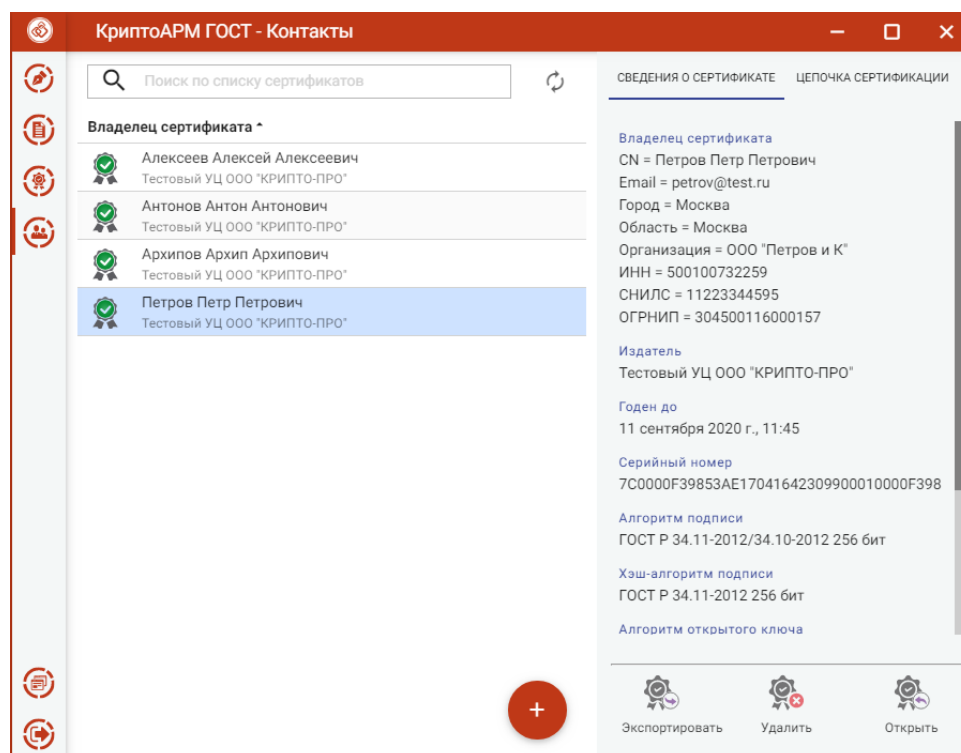 КриптоАРМ ГОСТ - Контакты
Поиск по списку сертификатов
Владелец сертификата
Алексеев Алексей Алексеевич
Тестовый УЦ ООО "КРИПТО-ПРО"
Антонов Антон Антонович
Тестовый УЦ ООО "КРИПТО-ПРО"
Архипов Архип Архипович
Тестовый УЦ ООО "КРИПТО-ПРО"
Петров Петр Петрович
Тестовый УЦ ООО "КРИПТО-ПРО"
СВЕДЕНИЯ О СЕРТИФИКАТЕ ЦЕПОЧКА СЕРТИФИКАЦИИ
Владелец сертификата
CN = Петров Петр Петрович
Email = petrov@test.ru
Город = Москва
Область = Москва
Организация = ООО "Петров и К"
ИНН = 500100732259
СНИЛС = 11223344595
ОГРНИП = 304500116000157
Издатель
Тестовый УЦ ООО "КРИПТО-ПРО"
Годен до
11 сентября 2020 г., 11:45
Серийный номер
7C0000F39853AE17041642309900010000F398
Алгоритм подписи
ГОСТ Р 34.11-2012/34.10-2012 256 бит
Хэш-алгоритм подписи
ГОСТ Р 34.11-2012 256 бит
Алгоритм открытого ключа
Экспортировать Удалить Открыть